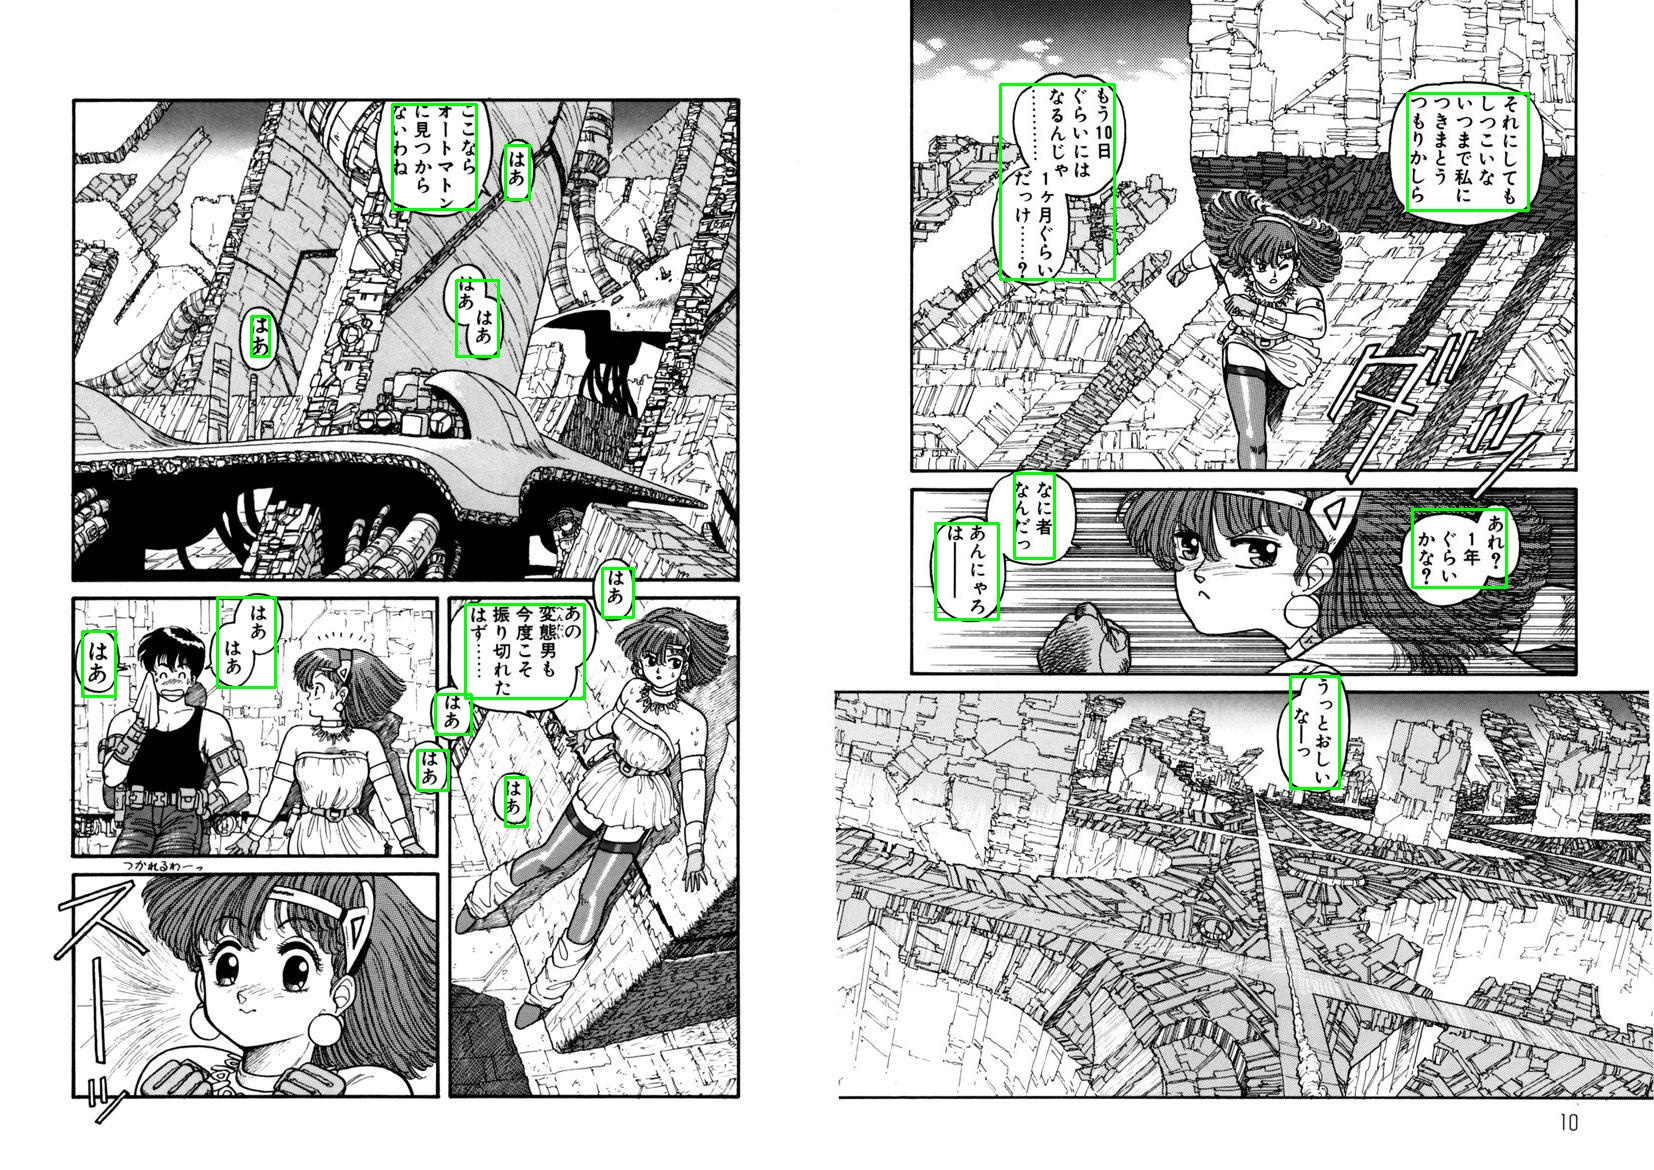 それにしても
しつこいな
いつまで私に
つきまとう
つもりかしら
もう10日
ぐらいには
なるんじゃ
…………だっけ……?
1ヶ月ぐらい
ダダッ
あれ?
1年
ぐらい
かな?
なに者
なんだっ
あんにゃろ
はーー
うっとおしい
なーっ
10
ここなら
オートマトン
に見つから
ないわね
はあ
はあ
はあ
はあ
はあ
あの
変態男も
へんたい
今度こそ
振り切れた
はず……
はあ
はあ
はあ
はあ
はあ
はあ
つかれるわーっ
スーッ